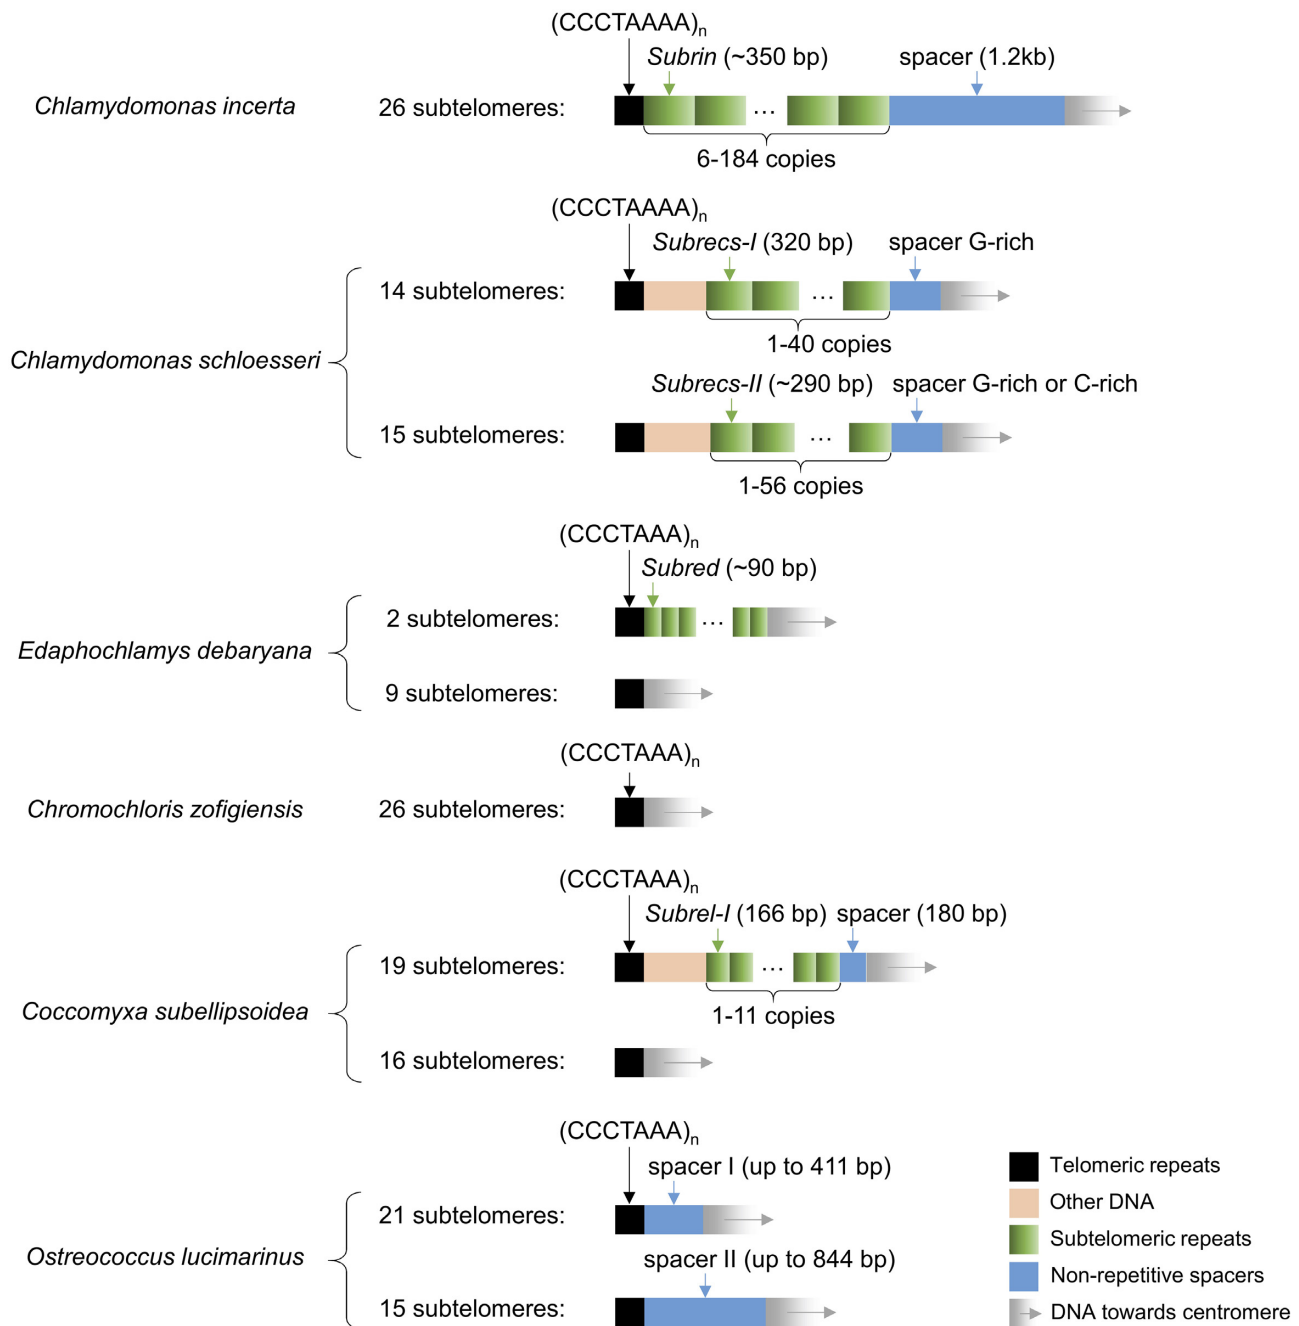 (CCCTAAAA)n
Subrin (~350 bp) spacer (1.2kb)
Chlamydomonas incerta 26 subtelomeres: ...
6-184 copies
(CCCTAAAA)n
Subrecs-I (320 bp) spacer G-rich
14 subtelomeres: ...
1-40 copies
Chlamydomonas schloesseri
Subrecs-II (~290 bp) spacer G-rich or C-rich
15 subtelomeres: ...
1-56 copies
(CCCTAAA)n
Subred (~90 bp)
2 subtelomeres: ...
Edaphochlamys debaryana
9 subtelomeres:
(CCCTAAA)n
Chromochloris zofigiensis 26 subtelomeres:
(CCCTAAA)n
Subrel-I (166 bp) spacer (180 bp)
19 subtelomeres: ...
Coccomyxa subellipsoidea
1-11 copies
16 subtelomeres:
(CCCTAAA)n
spacer I (up to 411 bp)
21 subtelomeres:
Ostreococcus lucimarinus
spacer II (up to 844 bp)
15 subtelomeres:
Telomeric repeats
Other DNA
Subtelomeric repeats
Non-repetitive spacers
DNA towards centromere